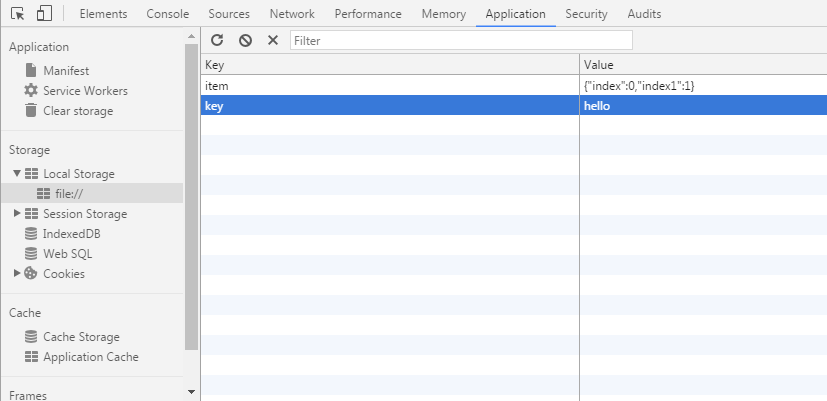 Elements Console Sources Network Performance Memory Application Security Audits
Application
Manifest
Service Workers
Clear storage
Storage
Local Storage
file://
Session Storage
IndexedDB
Web SQL
Cookies
Cache
Cache Storage
Application Cache
Frames
Filter
Key Value
item {"index":0,"index1":1}
key hello